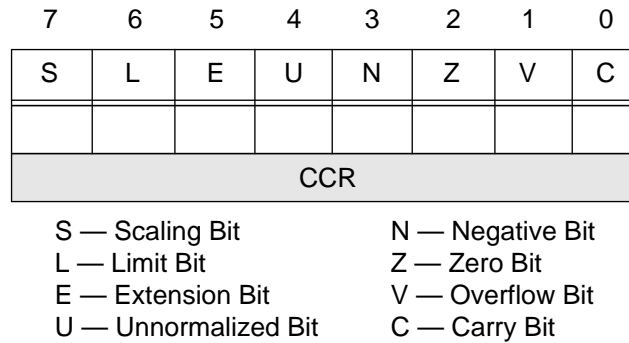 7 6 5 4 3 2 1 0
S L E U N Z V C
CCR
S — Scaling Bit N — Negative Bit
L — Limit Bit Z — Zero Bit
E — Extension Bit V — Overflow Bit
U — Unnormalized Bit C — Carry Bit